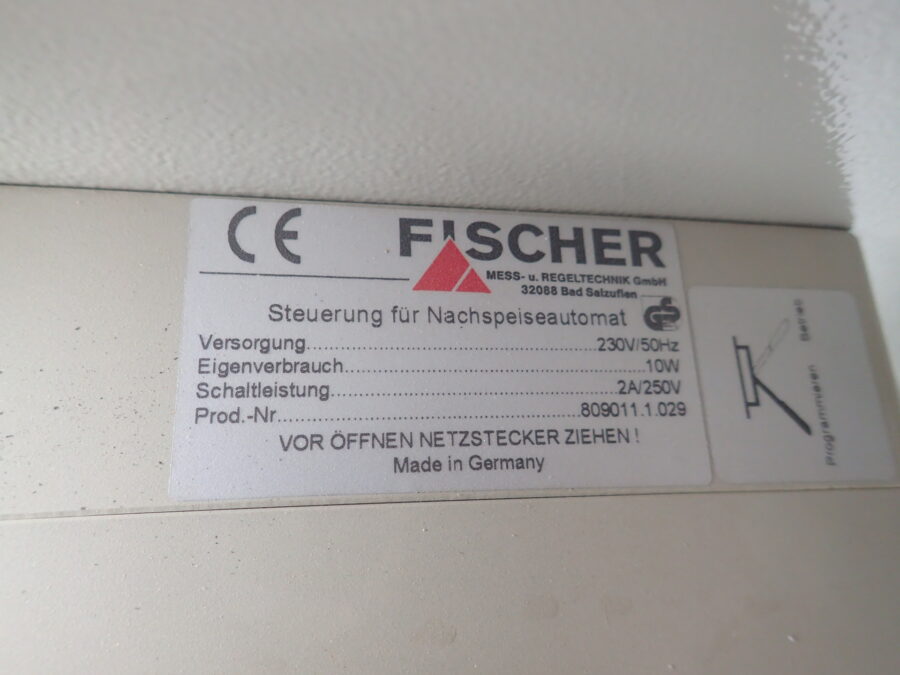 CE
FISCHER
MESS- u. REGELTECHNIK GmbH
32088 Bad Salzuflen
Steuerung für Nachspeiseautomat
Versorgung..........................................230V/50Hz
Eigenverbrauch............................................10W
Schaltleistung.........................................2A/250V
Prod.-Nr............................................809011.1.029
VOR ÖFFNEN NETZSTECKER ZIEHEN !
Made in Germany
Programmieren
Betrieb